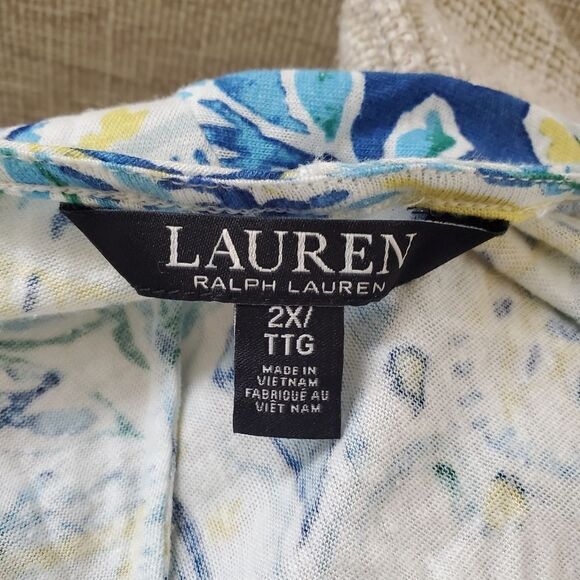 LAUREN
RALPH LAUREN
2X/
TTG
MADE IN
VIETNAM
FABRIQUÉ AU
VIÊT NAM